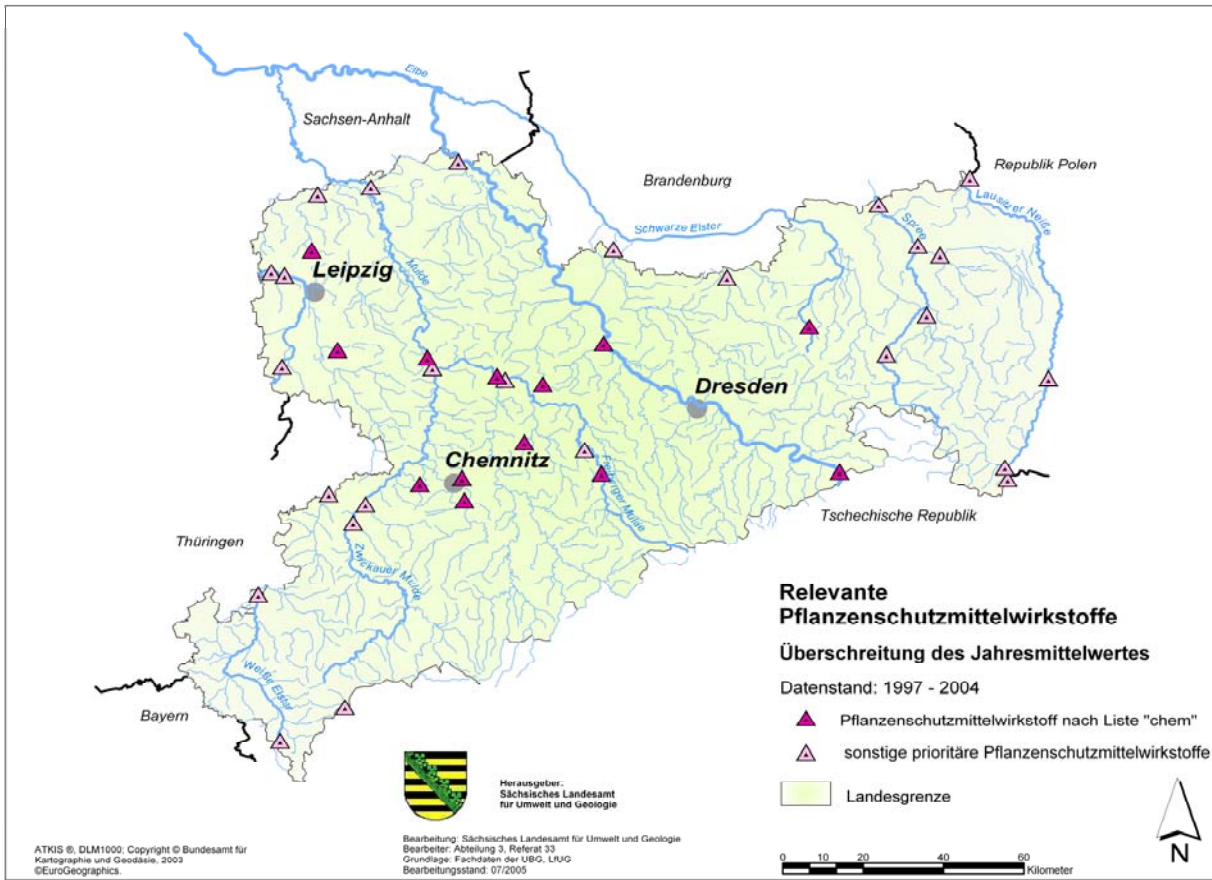 Elbe
Sachsen-Anhalt
Brandenburg
Republik Polen
Lausitzer Neiße
Schwarze Elster
Spree
Mulde
Leipzig
Dresden
Chemnitz
Freiberger Mulde
Tschechische Republik
Thüringen
Zwickauer Mulde
Weiße Elster
Bayern
Relevante
Pflanzenschutzmittelwirkstoffe
Überschreitung des Jahresmittelwertes
Datenstand: 1997 - 2004
Pflanzenschutzmittelwirkstoff nach Liste "chem"
sonstige prioritäre Pflanzenschutzmittelwirkstoffe
Landesgrenze
Herausgeber:
Sächsisches Landesamt
für Umwelt und Geologie
Bearbeitung: Sächsisches Landesamt für Umwelt und Geologie
Bearbeiter: Abteilung 3, Referat 33
Grundlage: Fachdaten der UBG, LfUG
Bearbeitungsstand: 07/2005
ATKIS ®, DLM1000; Copyright © Bundesamt für
Kartographie und Geodäsie, 2003
©EuroGeographics.
0 10 20 40 60
Kilometer
N